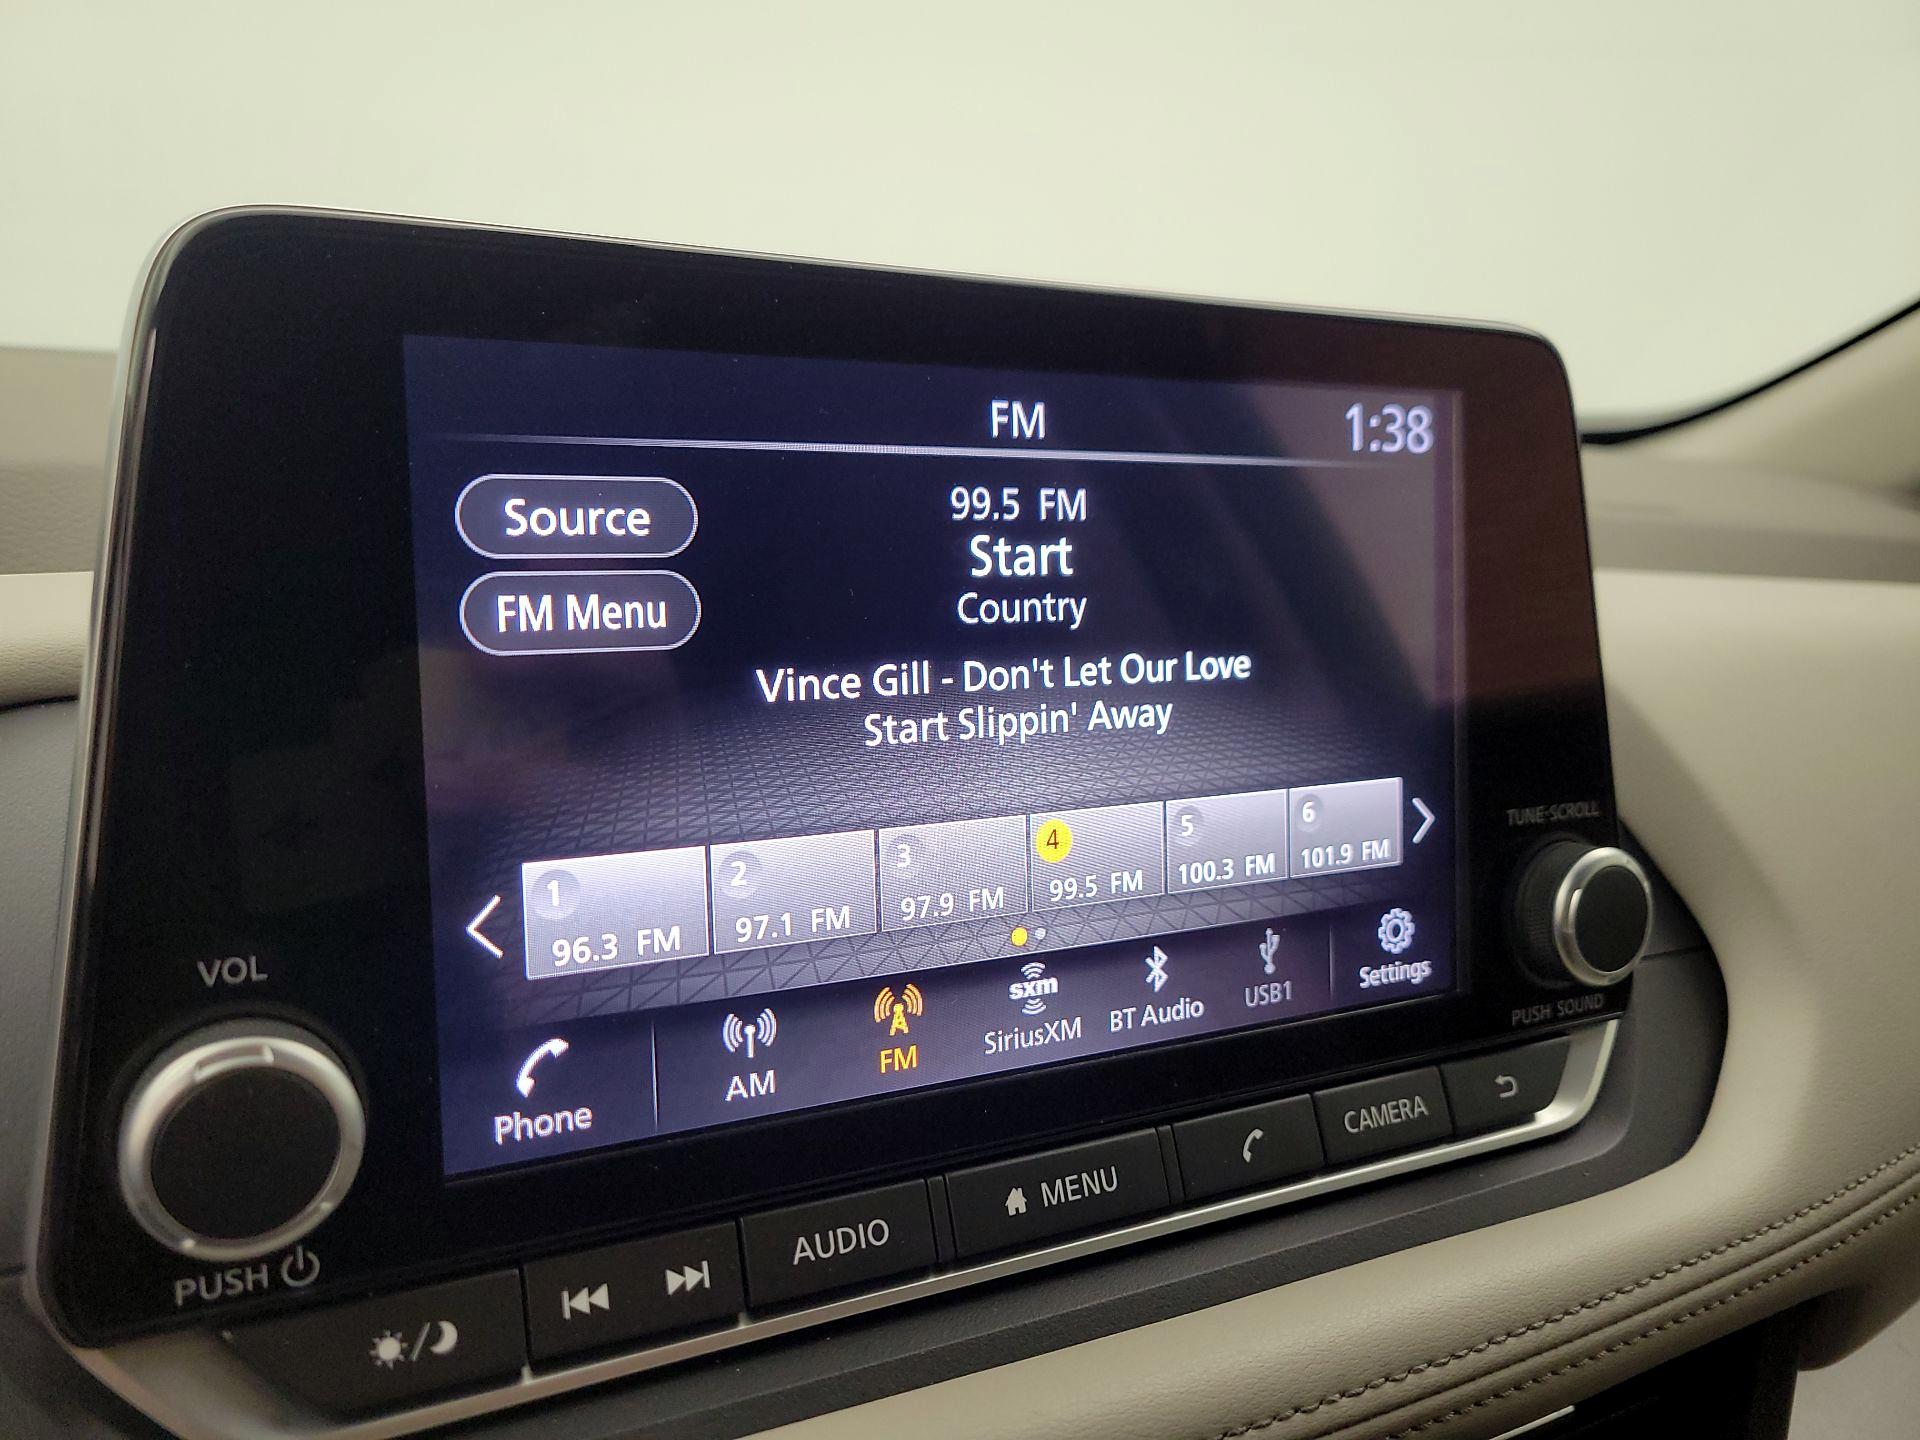 FM
1:38
Source
99.5 FM
Start
Country
FM Menu
Vince Gill - Don't Let Our Love
Start Slippin' Away
1
96.3 FM
2
97.1 FM
3
97.9 FM
4
99.5 FM
5
100.3 FM
6
101.9 FM
Phone
AM
FM
sxm
SiriusXM
BT Audio
USB1
Settings
VOL
PUSH
TUNE·SCROLL
PUSH SOUND
AUDIO
MENU
CAMERA